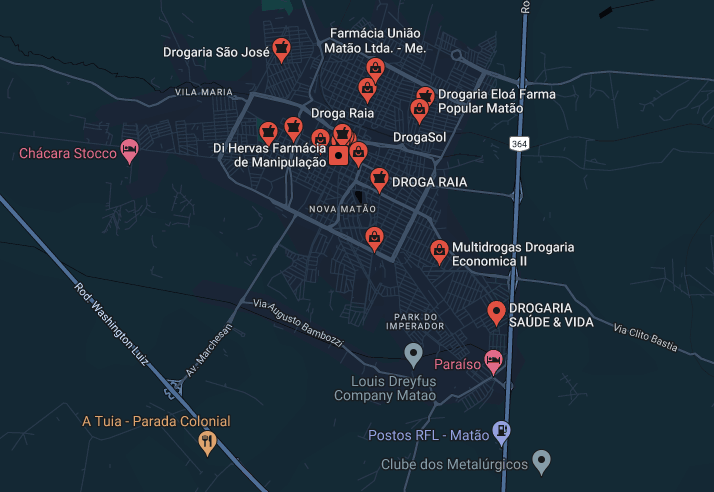 Ro
Farmácia União
Matão Ltda. - Me.
Drogaria São José
VILA MARIA
Drogaria Eloá Farma
Popular Matão
Droga Raia
DrogaSol
364
Chácara Stocco
Di Hervas Farmácia
de Manipulação
DROGA RAIA
NOVA MATÃO
Multidrogas Drogaria
Economica II
Rod. Washington Luiz
Via Augusto Bambozzi
DROGARIA
SAÚDE & VIDA
PARK DO
IMPERADOR
Via Clito Bastia
Av. Marchesan
Paraíso
Louis Dreyfus
Company Matao
A Tuia - Parada Colonial
Postos RFL - Matão
Clube dos Metalúrgicos